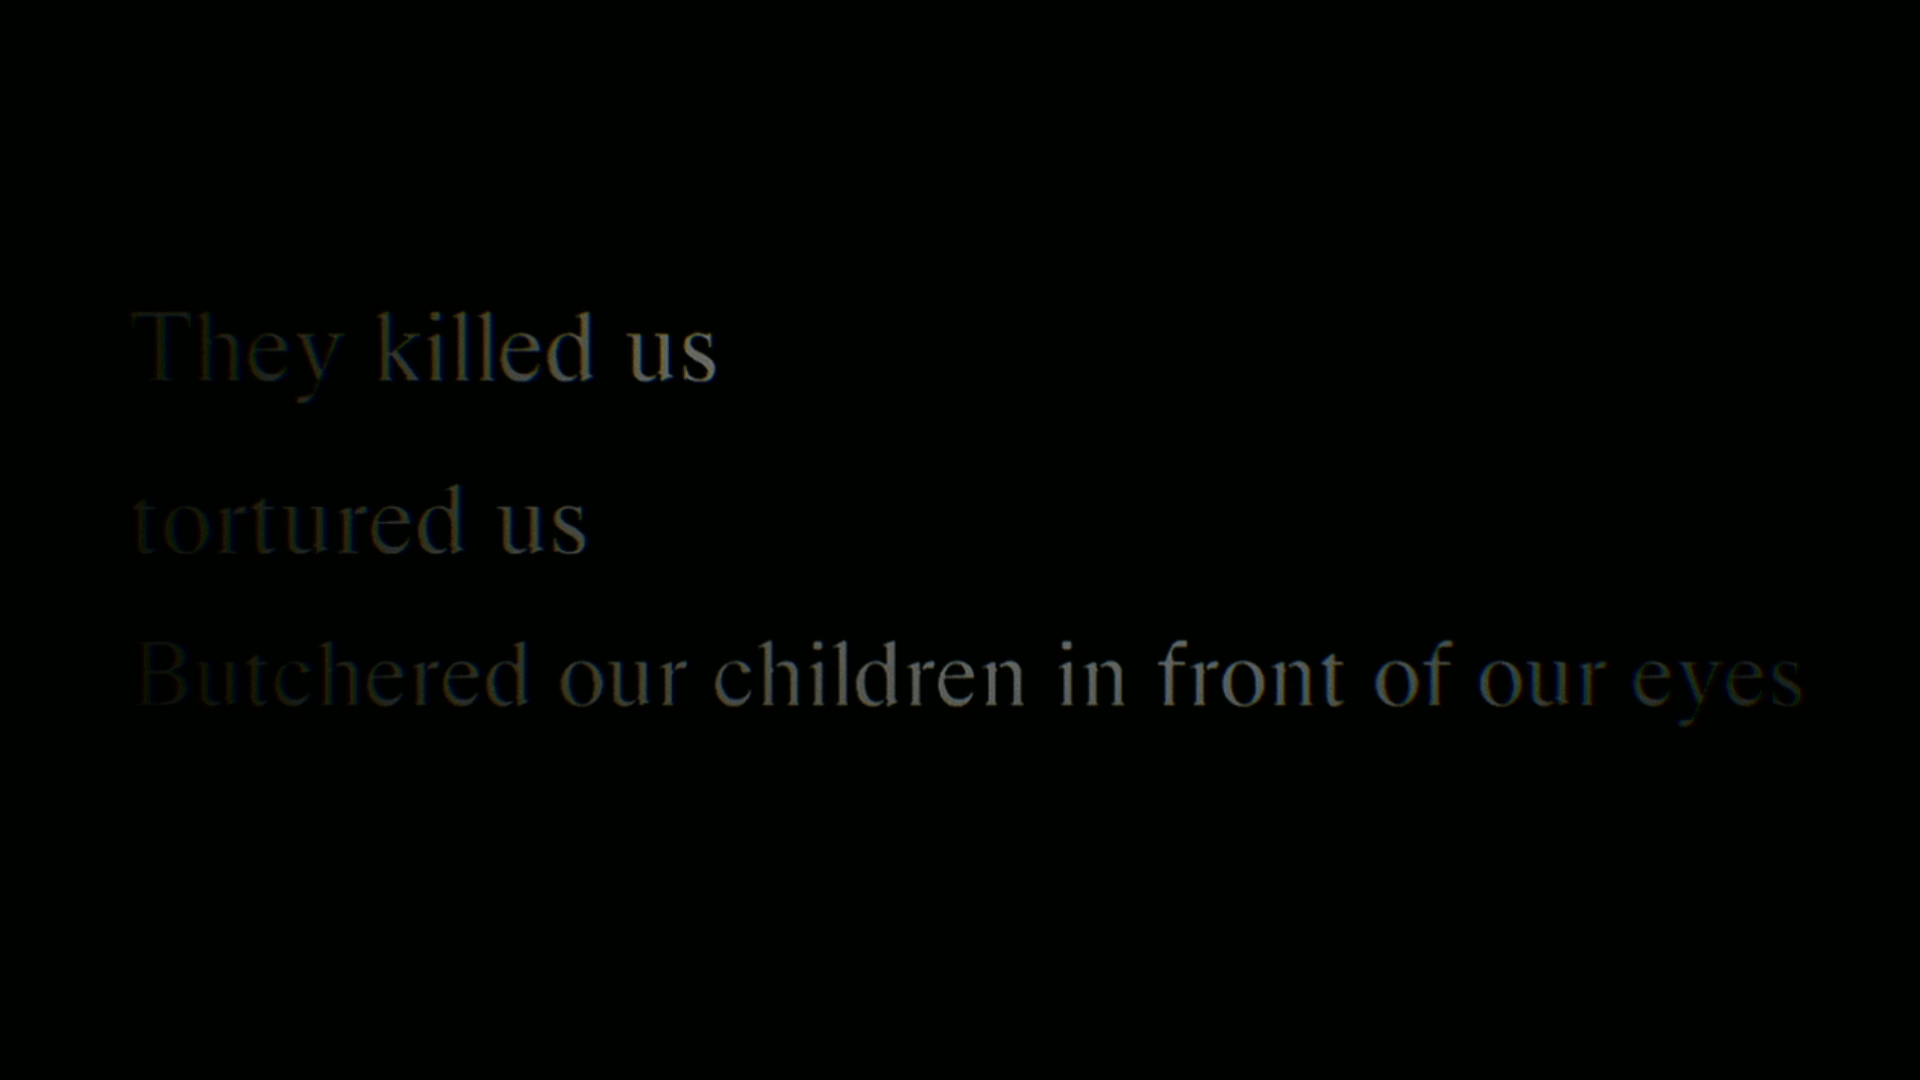 They killed us
tortured us
Butchered our children in front of our eyes